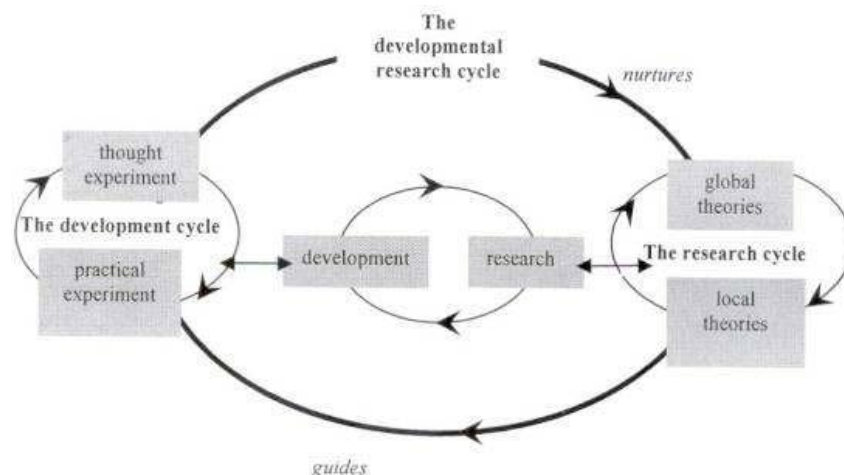 The
developmental
research cycle
nurtures
thought
experiment
global
theories
The development cycle
development
research
The research cycle
practical
experiment
local
theories
guides